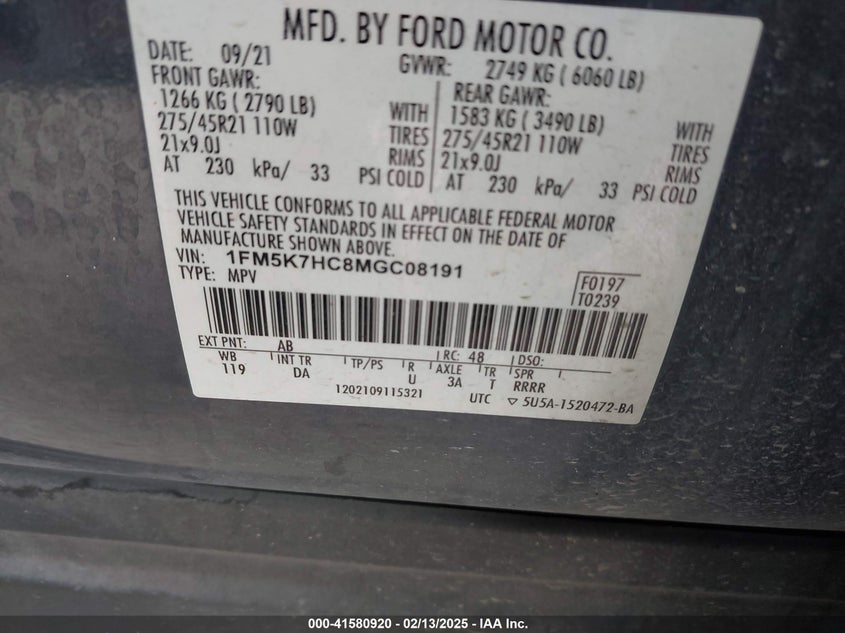 MFD. BY FORD MOTOR CO.
DATE: 09/21 GVWR: 2749 KG ( 6060 LB)
FRONT GAWR: REAR GAWR:
1266 KG ( 2790 LB) WITH 1583 KG ( 3490 LB) WITH
275/45R21 110W TIRES 275/45R21 110W TIRES
21x9.0J RIMS 21x9.0J RIMS
AT 230 kPa/ 33 PSI COLD AT 230 kPa/ 33 PSI COLD
THIS VEHICLE CONFORMS TO ALL APPLICABLE FEDERAL MOTOR
VEHICLE SAFETY STANDARDS IN EFFECT ON THE DATE OF
MANUFACTURE SHOWN ABOVE.
VIN: 1FM5K7HC8MGC08191
TYPE: MPV
F0197
T0239
EXT PNT: AB RC: 48 DSO:
WB INT TR TP/PS R AXLE TR SPR
119 DA U 3A T RRRR
1202109115321 UTC ▽ 5U5A-1520472-BA
000-41580920 - 02/13/2025 - IAA Inc.